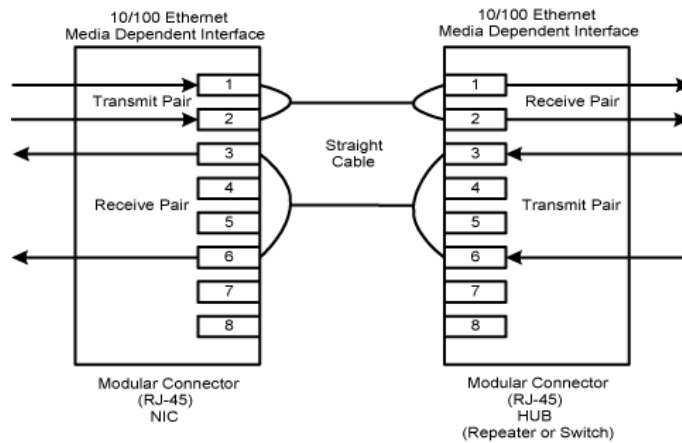 10/100 Ethernet
Media Dependent Interface
1
2
3
4
5
6
7
8
Transmit Pair
Receive Pair
Modular Connector
(RJ-45)
NIC
Straight
Cable
10/100 Ethernet
Media Dependent Interface
1
2
3
4
5
6
7
8
Receive Pair
Transmit Pair
Modular Connector
(RJ-45)
HUB
(Repeater or Switch)